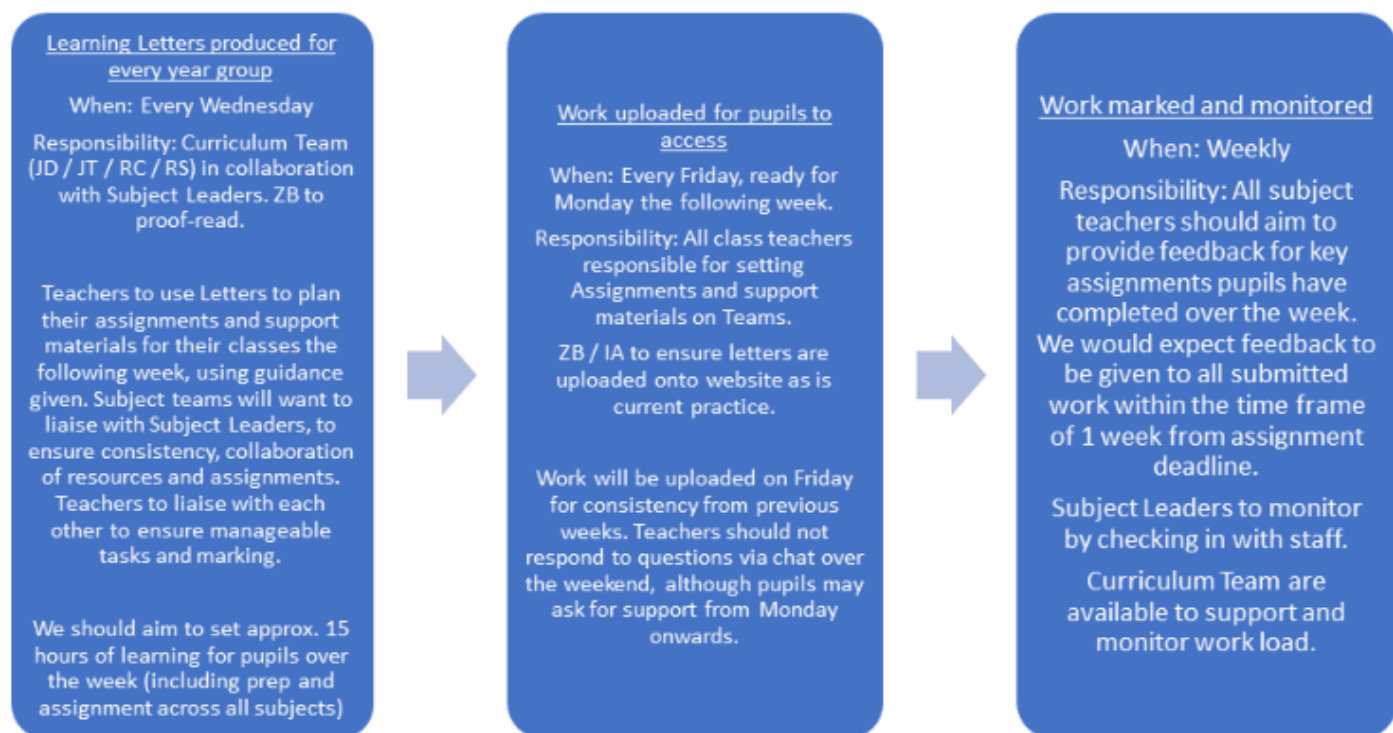 Learning Letters produced for
every year group
When: Every Wednesday
Responsibility: Curriculum Team
(JD / JT / RC / RS) in collaboration
with Subject Leaders. ZB to
proof-read.
Teachers to use Letters to plan
their assignments and support
materials for their classes the
following week, using guidance
given. Subject teams will want to
liaise with Subject Leaders, to
ensure consistency, collaboration
of resources and assignments.
Teachers to liaise with each
other to ensure manageable
tasks and marking.
We should aim to set approx. 15
hours of learning for pupils over
the week (including prep and
assignment across all subjects)
Work uploaded for pupils to
access
When: Every Friday, ready for
Monday the following week.
Responsibility: All class teachers
responsible for setting
Assignments and support
materials on Teams.
ZB / IA to ensure letters are
uploaded onto website as is
current practice.
Work will be uploaded on Friday
for consistency from previous
weeks. Teachers should not
respond to questions via chat over
the weekend, although pupils may
ask for support from Monday
onwards.
Work marked and monitored
When: Weekly
Responsibility: All subject
teachers should aim to
provide feedback for key
assignments pupils have
completed over the week.
We would expect feedback to
be given to all submitted
work within the time frame
of 1 week from assignment
deadline.
Subject Leaders to monitor
by checking in with staff.
Curriculum Team are
available to support and
monitor work load.